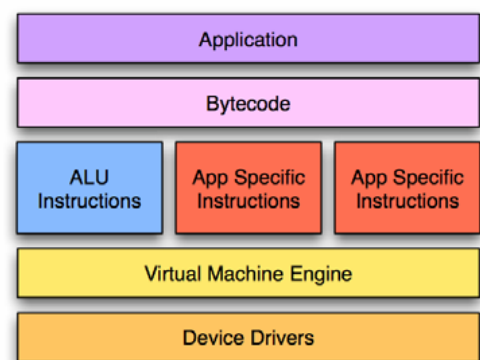 Application
Bytecode
ALU
Instructions
App Specific
Instructions
App Specific
Instructions
Virtual Machine Engine
Device Drivers